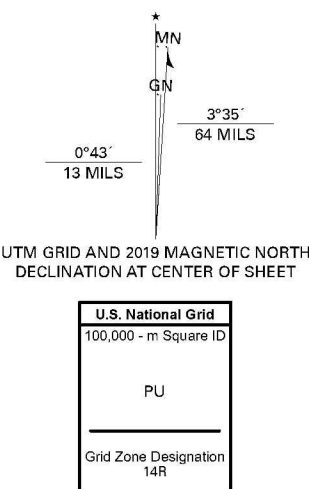 ★
MN
GN
3°35´
64 MILS
0°43´
13 MILS
UTM GRID AND 2019 MAGNETIC NORTH
DECLINATION AT CENTER OF SHEET
U.S. National Grid
100,000 - m Square ID
PU
Grid Zone Designation
14R